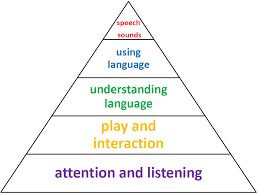 speech
sounds
using
language
understanding
language
play and
interaction
attention and listening